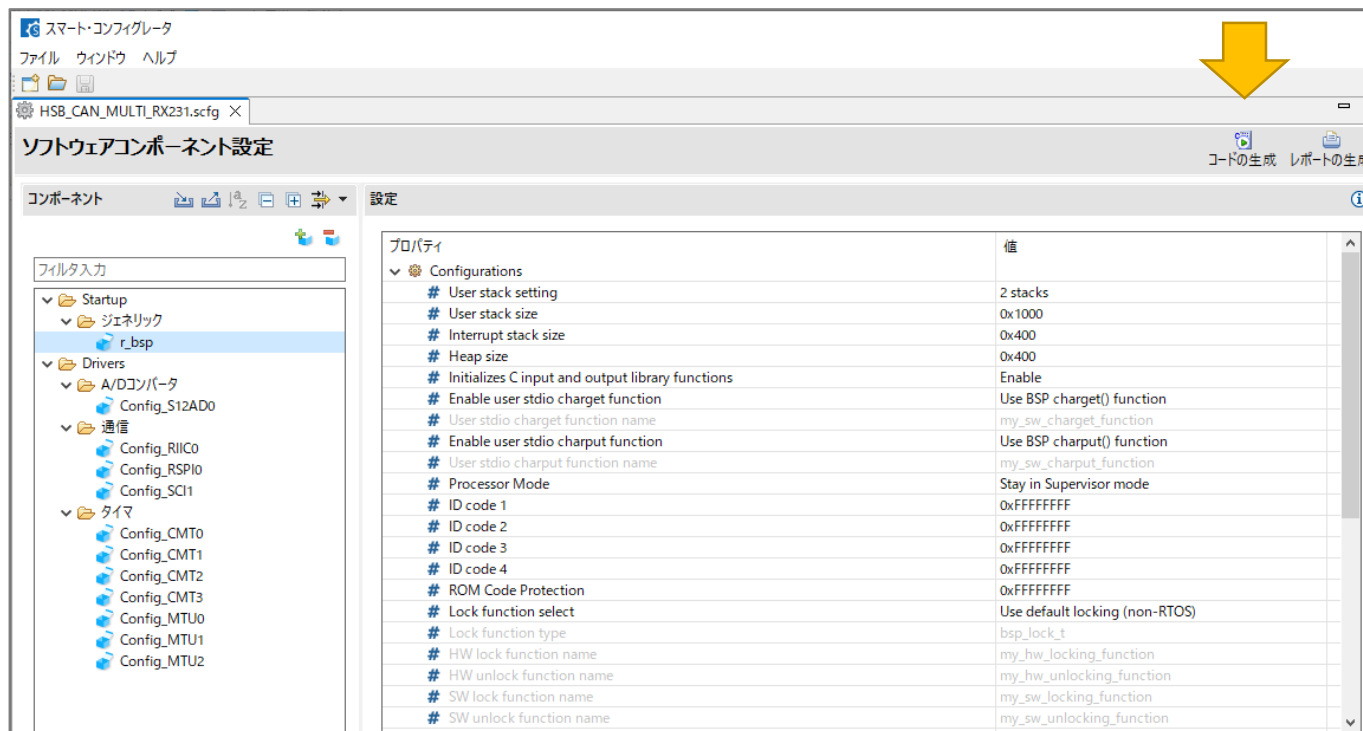 スマート・コンフィグレータ
ファイル ウィンドウ ヘルプ
HSB_CAN_MULTI_RX231.scfg
ソフトウェアコンポーネント設定
コードの生成 レポートの生成
コンポーネント
設定
フィルタ入力
Startup
ジェネリック
r_bsp
Drivers
A/Dコンバータ
Config_S12AD0
通信
Config_RIIC0
Config_RSPI0
Config_SCI1
タイマ
Config_CMT0
Config_CMT1
Config_CMT2
Config_CMT3
Config_MTU0
Config_MTU1
Config_MTU2
プロパティ 値
Configurations
# User stack setting 2 stacks
# User stack size 0x1000
# Interrupt stack size 0x400
# Heap size 0x400
# Initializes C input and output library functions Enable
# Enable user stdio charget function Use BSP charget() function
# User stdio charget function name my_sw_charget_function
# Enable user stdio charput function Use BSP charput() function
# User stdio charput function name my_sw_charput_function
# Processor Mode Stay in Supervisor mode
# ID code 1 0xFFFFFFFF
# ID code 2 0xFFFFFFFF
# ID code 3 0xFFFFFFFF
# ID code 4 0xFFFFFFFF
# ROM Code Protection 0xFFFFFFFF
# Lock function select Use default locking (non-RTOS)
# Lock function type bsp_lock_t
# HW lock function name my_hw_locking_function
# HW unlock function name my_hw_unlocking_function
# SW lock function name my_sw_locking_function
# SW unlock function name my_sw_unlocking_function